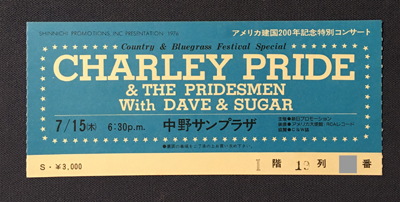 SHINNICHI PROMOTIONS, INC PRESENTATION 1976
アメリカ建国200年記念特別コンサート
Country & Bluegrass Festival Special
CHARLEY PRIDE
& THE PRIDESMEN
With DAVE & SUGAR
7/15(木) 6:30p.m. 中野サンプラザ
S・¥3,000
階 列 番